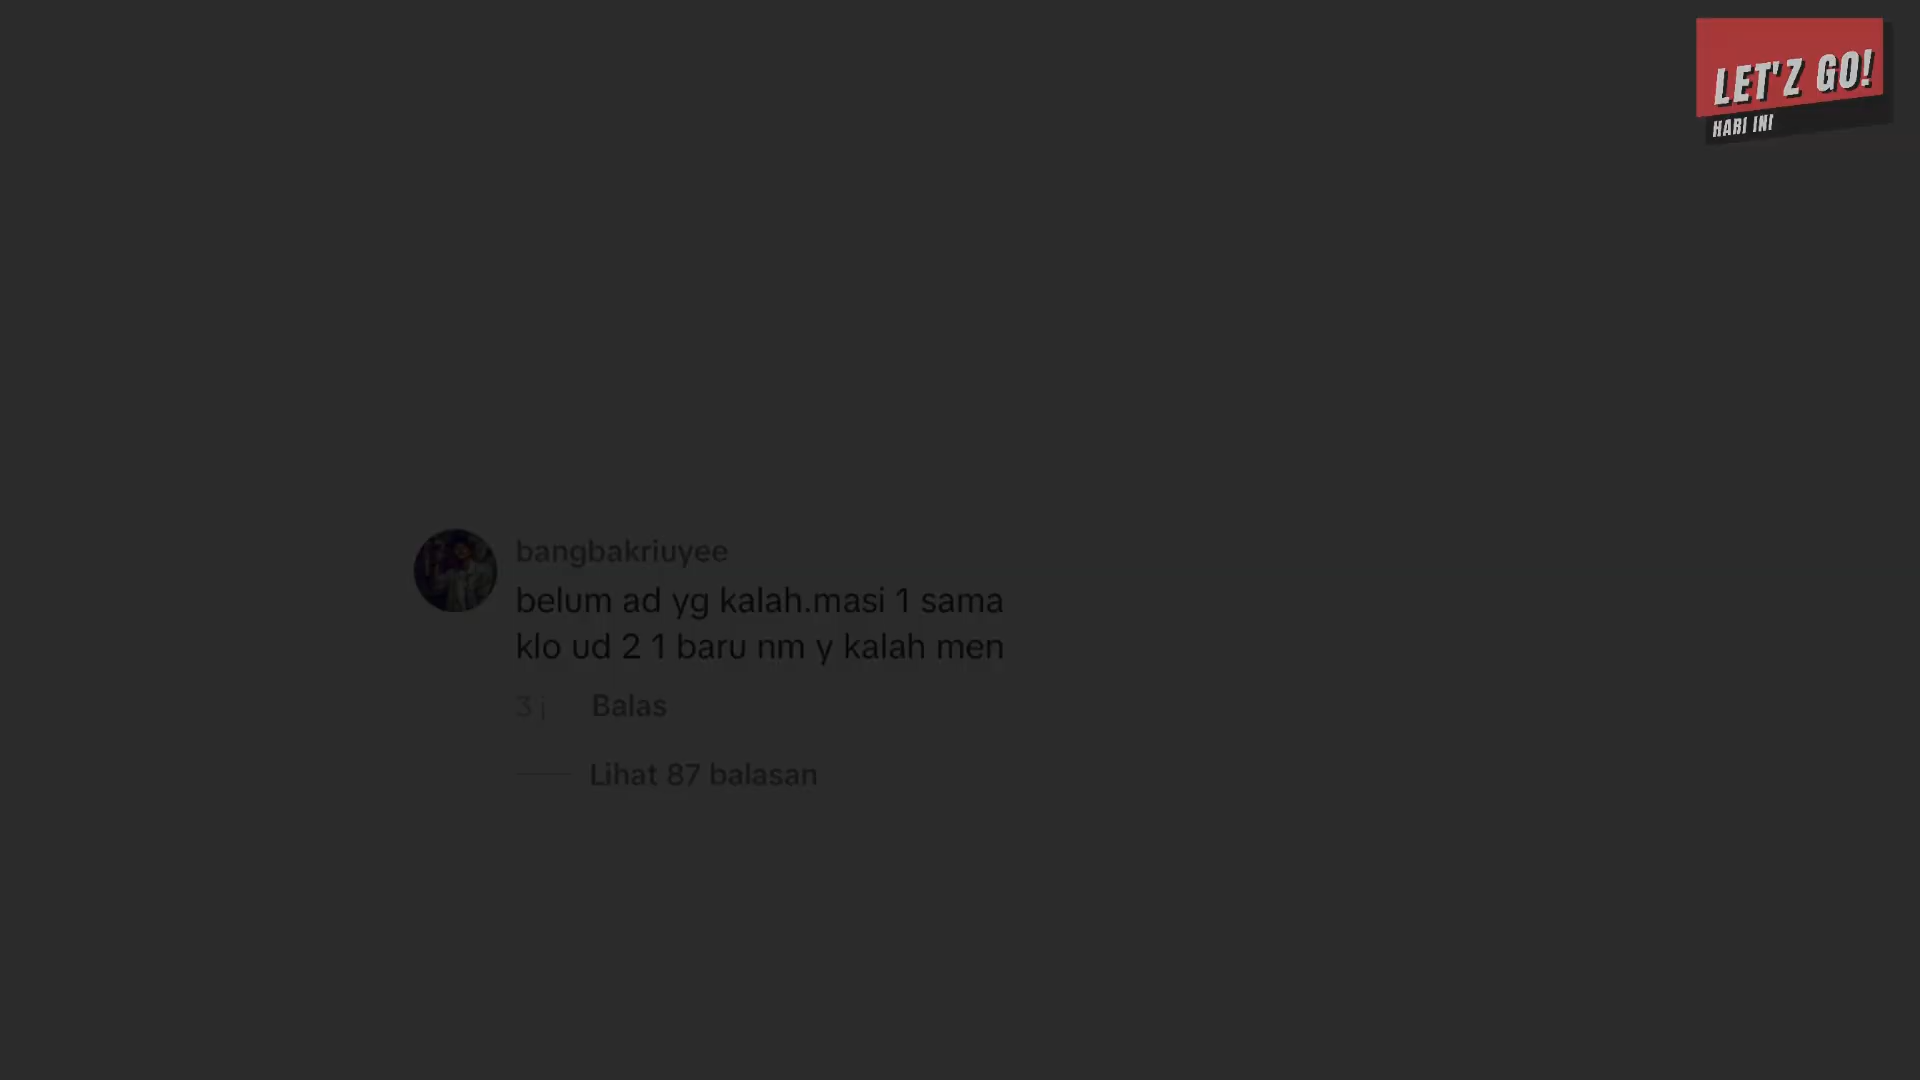 LET'Z GO!
HARI INI
bangbakriuyee
belum ad yg kalah.masi 1 sama
klo ud 2 1 baru nm y kalah men
3 j Balas
Lihat 87 balasan